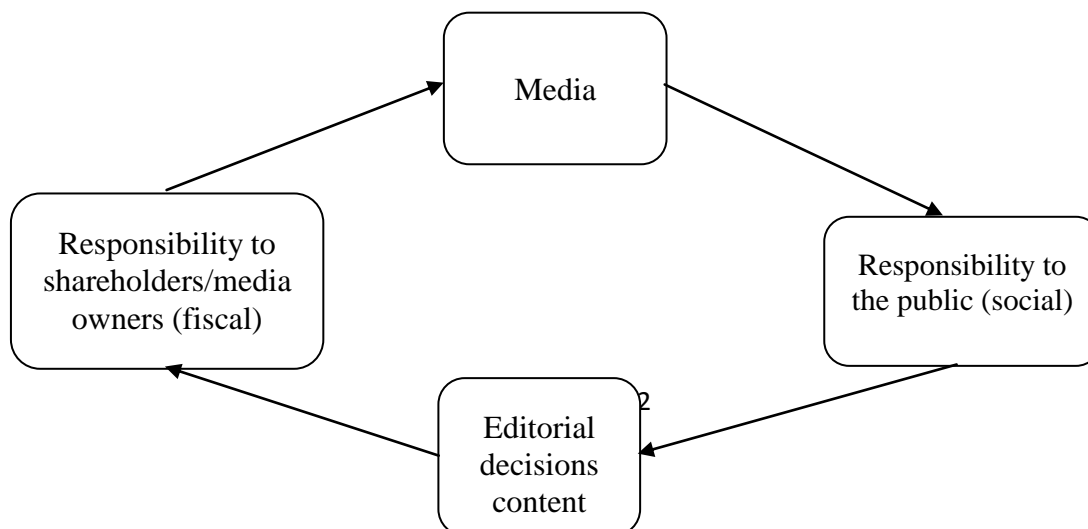 Media
Responsibility to
shareholders/media
owners (fiscal)
Responsibility to
the public (social)
2
Editorial
decisions
content